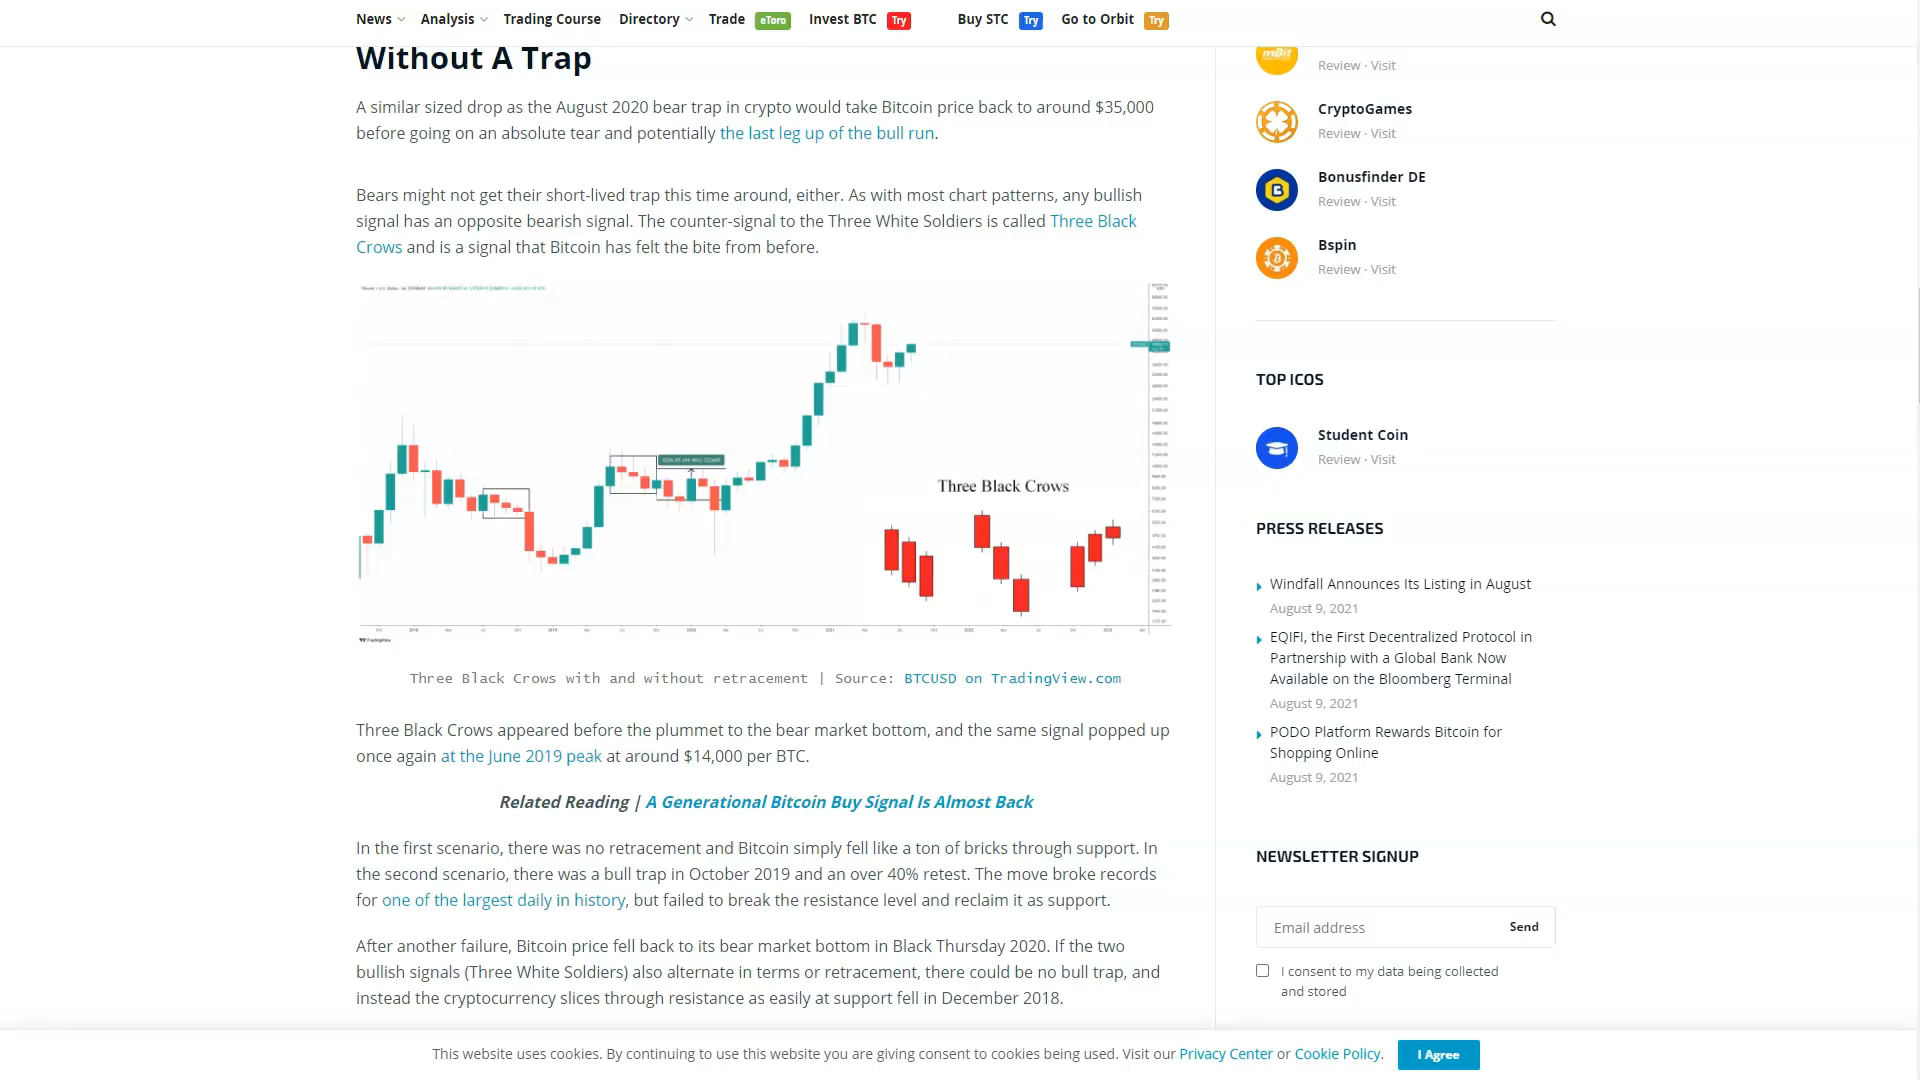 News Analysis Trading Course Directory Trade eToro Invest BTC Try Buy STC Try Go to Orbit Try
Without A Trap
A similar sized drop as the August 2020 bear trap in crypto would take Bitcoin price back to around $35,000
before going on an absolute tear and potentially the last leg up of the bull run.
Bears might not get their short-lived trap this time around, either. As with most chart patterns, any bullish
signal has an opposite bearish signal. The counter-signal to the Three White Soldiers is called Three Black
Crows and is a signal that Bitcoin has felt the bite from before.
Three Black Crows
TradingView
Three Black Crows with and without retracement | Source: BTCUSD on TradingView.com
Three Black Crows appeared before the plummet to the bear market bottom, and the same signal popped up
once again at the June 2019 peak at around $14,000 per BTC.
Related Reading | A Generational Bitcoin Buy Signal Is Almost Back
In the first scenario, there was no retracement and Bitcoin simply fell like a ton of bricks through support. In
the second scenario, there was a bull trap in October 2019 and an over 40% retest. The move broke records
for one of the largest daily in history, but failed to break the resistance level and reclaim it as support.
After another failure, Bitcoin price fell back to its bear market bottom in Black Thursday 2020. If the two
bullish signals (Three White Soldiers) also alternate in terms or retracement, there could be no bull trap, and
instead the cryptocurrency slices through resistance as easily at support fell in December 2018.
mBit
Review · Visit
CryptoGames
Review · Visit
Bonusfinder DE
Review · Visit
Bspin
Review · Visit
TOP ICOS
Student Coin
Review · Visit
PRESS RELEASES
Windfall Announces Its Listing in August
August 9, 2021
EQIFI, the First Decentralized Protocol in
Partnership with a Global Bank Now
Available on the Bloomberg Terminal
August 9, 2021
PODO Platform Rewards Bitcoin for
Shopping Online
August 9, 2021
NEWSLETTER SIGNUP
Email address Send
I consent to my data being collected
and stored
This website uses cookies. By continuing to use this website you are giving consent to cookies being used. Visit our Privacy Center or Cookie Policy. I Agree